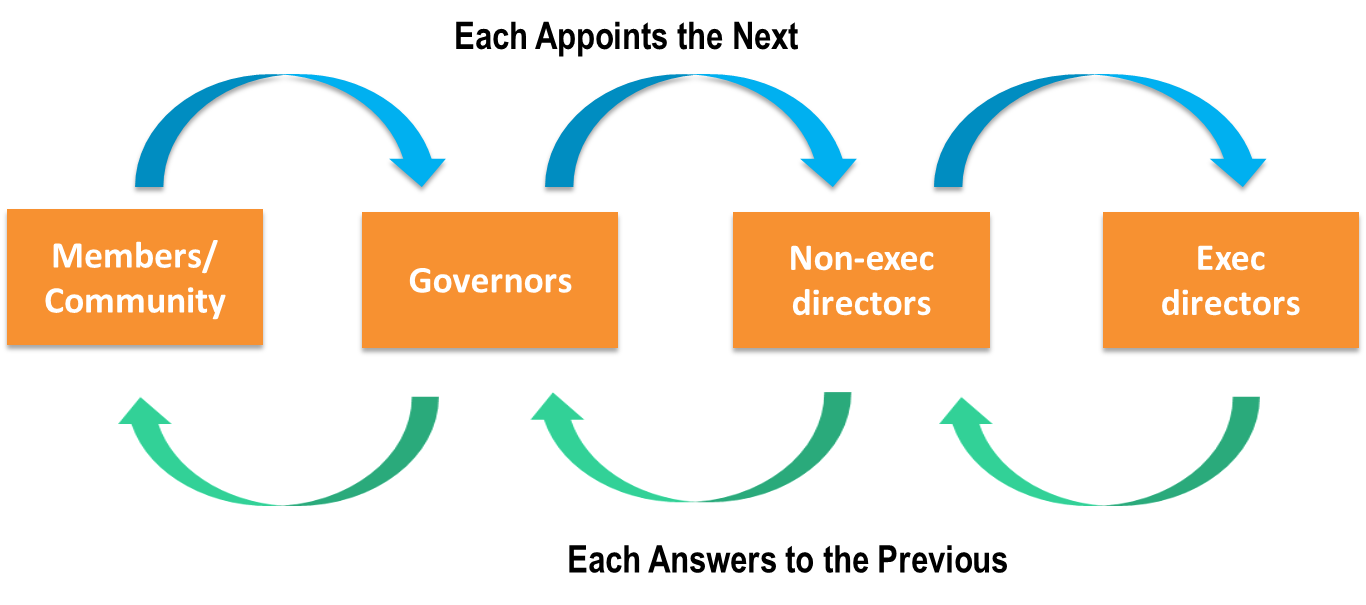 Each Appoints the Next
Members/
Community
Governors
Non-exec
directors
Exec
directors
Each Answers to the Previous